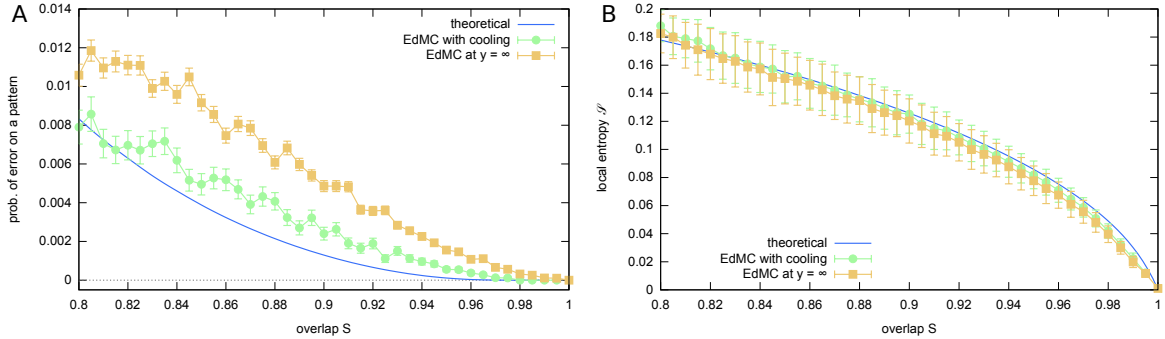 A
prob. of error on a pattern
0.014
0.012
0.01
0.008
0.006
0.004
0.002
0
theoretical
EdMC with cooling
EdMC at y = ∞
0.8 0.82 0.84 0.86 0.88 0.9 0.92 0.94 0.96 0.98 1
overlap S
B
local entropy 𝒮
0.2
0.18
0.16
0.14
0.12
0.1
0.08
0.06
0.04
0.02
0
theoretical
EdMC with cooling
EdMC at y = ∞
0.8 0.82 0.84 0.86 0.88 0.9 0.92 0.94 0.96 0.98 1
overlap S